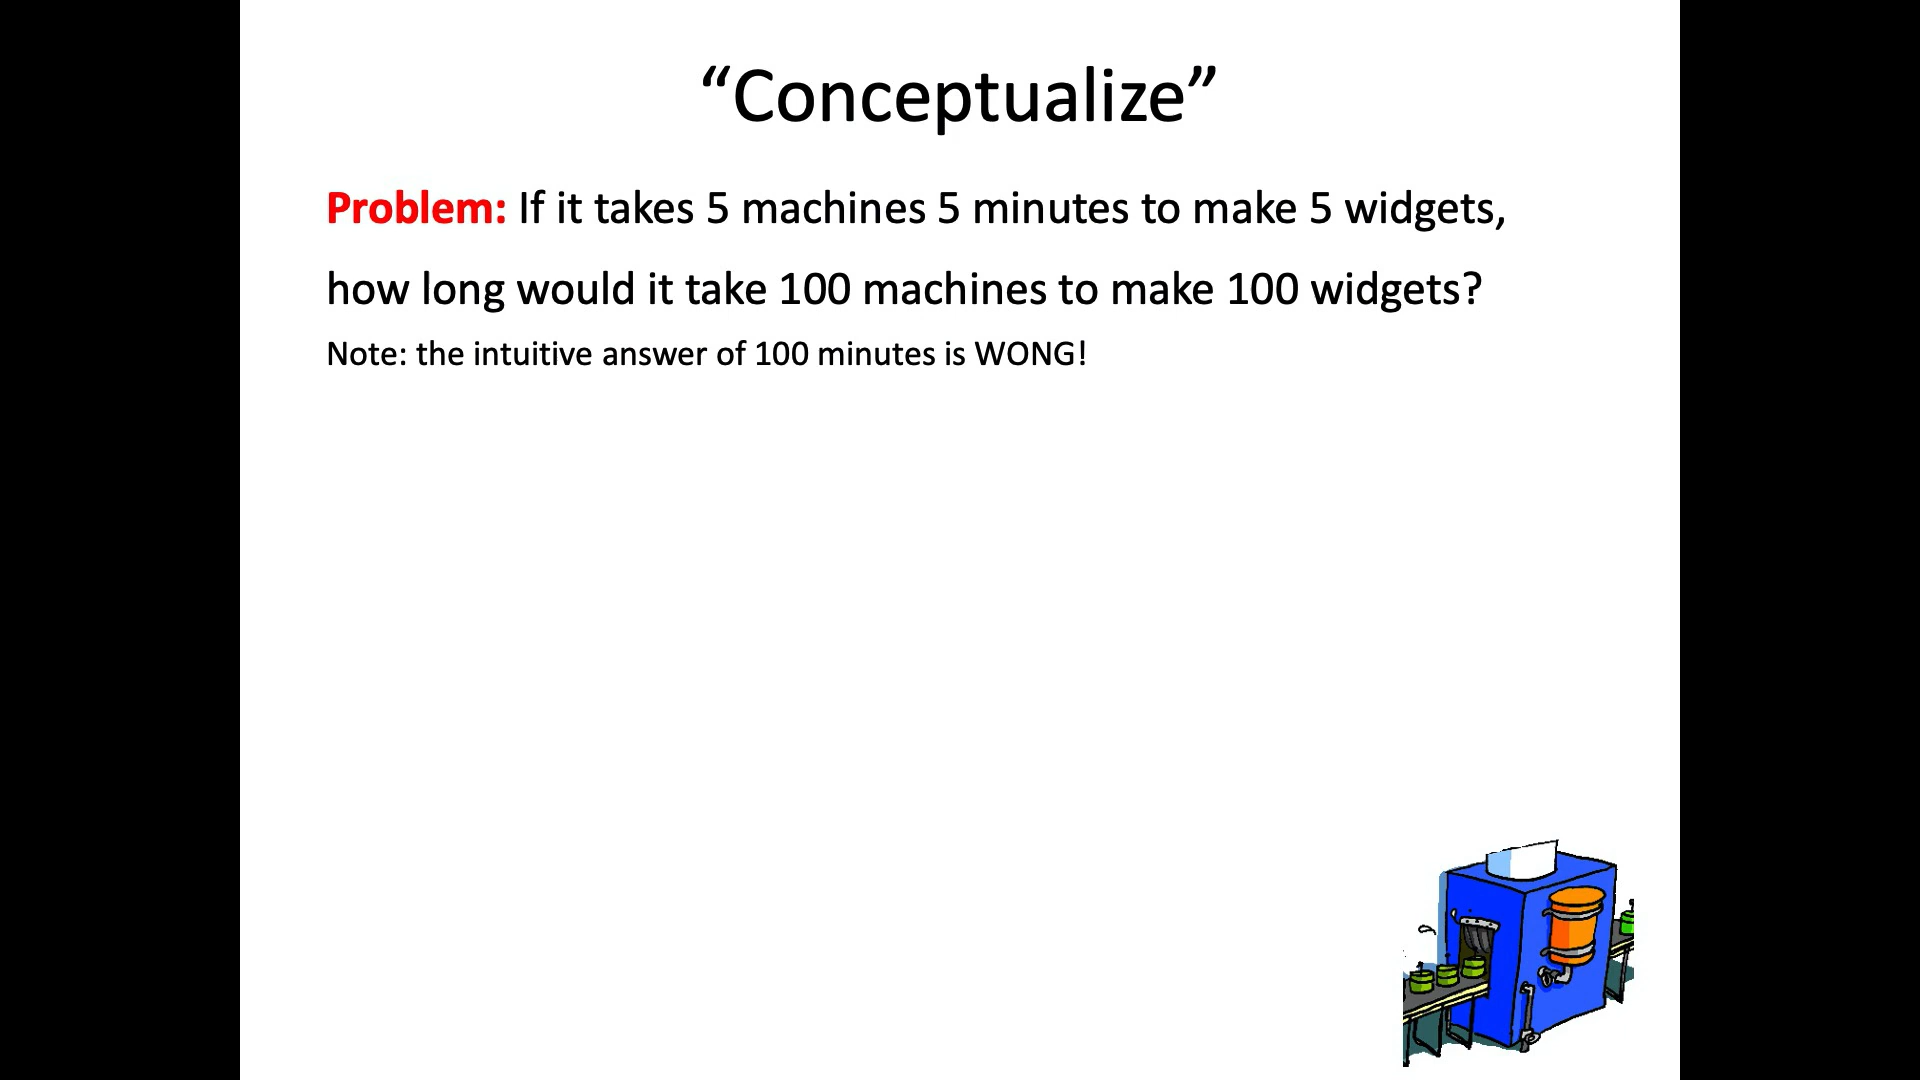 “Conceptualize”
Problem: If it takes 5 machines 5 minutes to make 5 widgets,
how long would it take 100 machines to make 100 widgets?
Note: the intuitive answer of 100 minutes is WONG!